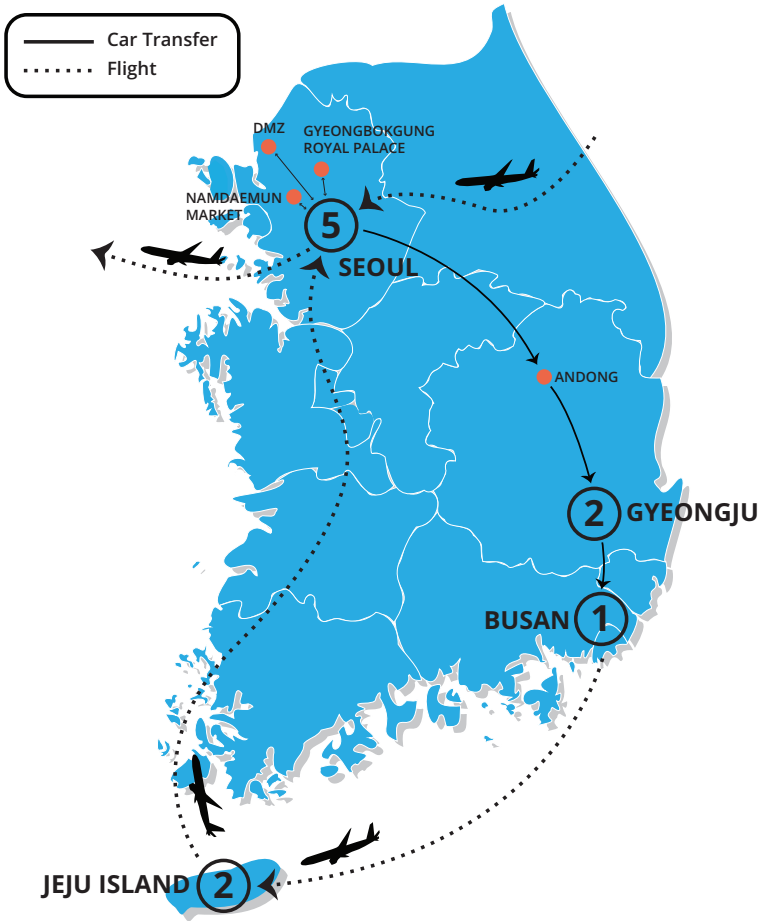 Car Transfer
Flight
DMZ
GYEONGBOKGUNG
ROYAL PALACE
NAMDAEMUN
MARKET
5
SEOUL
ANDONG
2
GYEONGJU
BUSAN
1
JEJU ISLAND
2